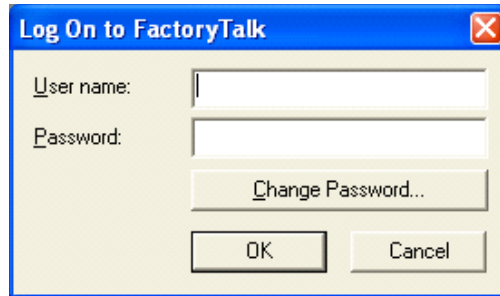 Log On to FactoryTalk
User name:
Password:
Change Password...
OK Cancel